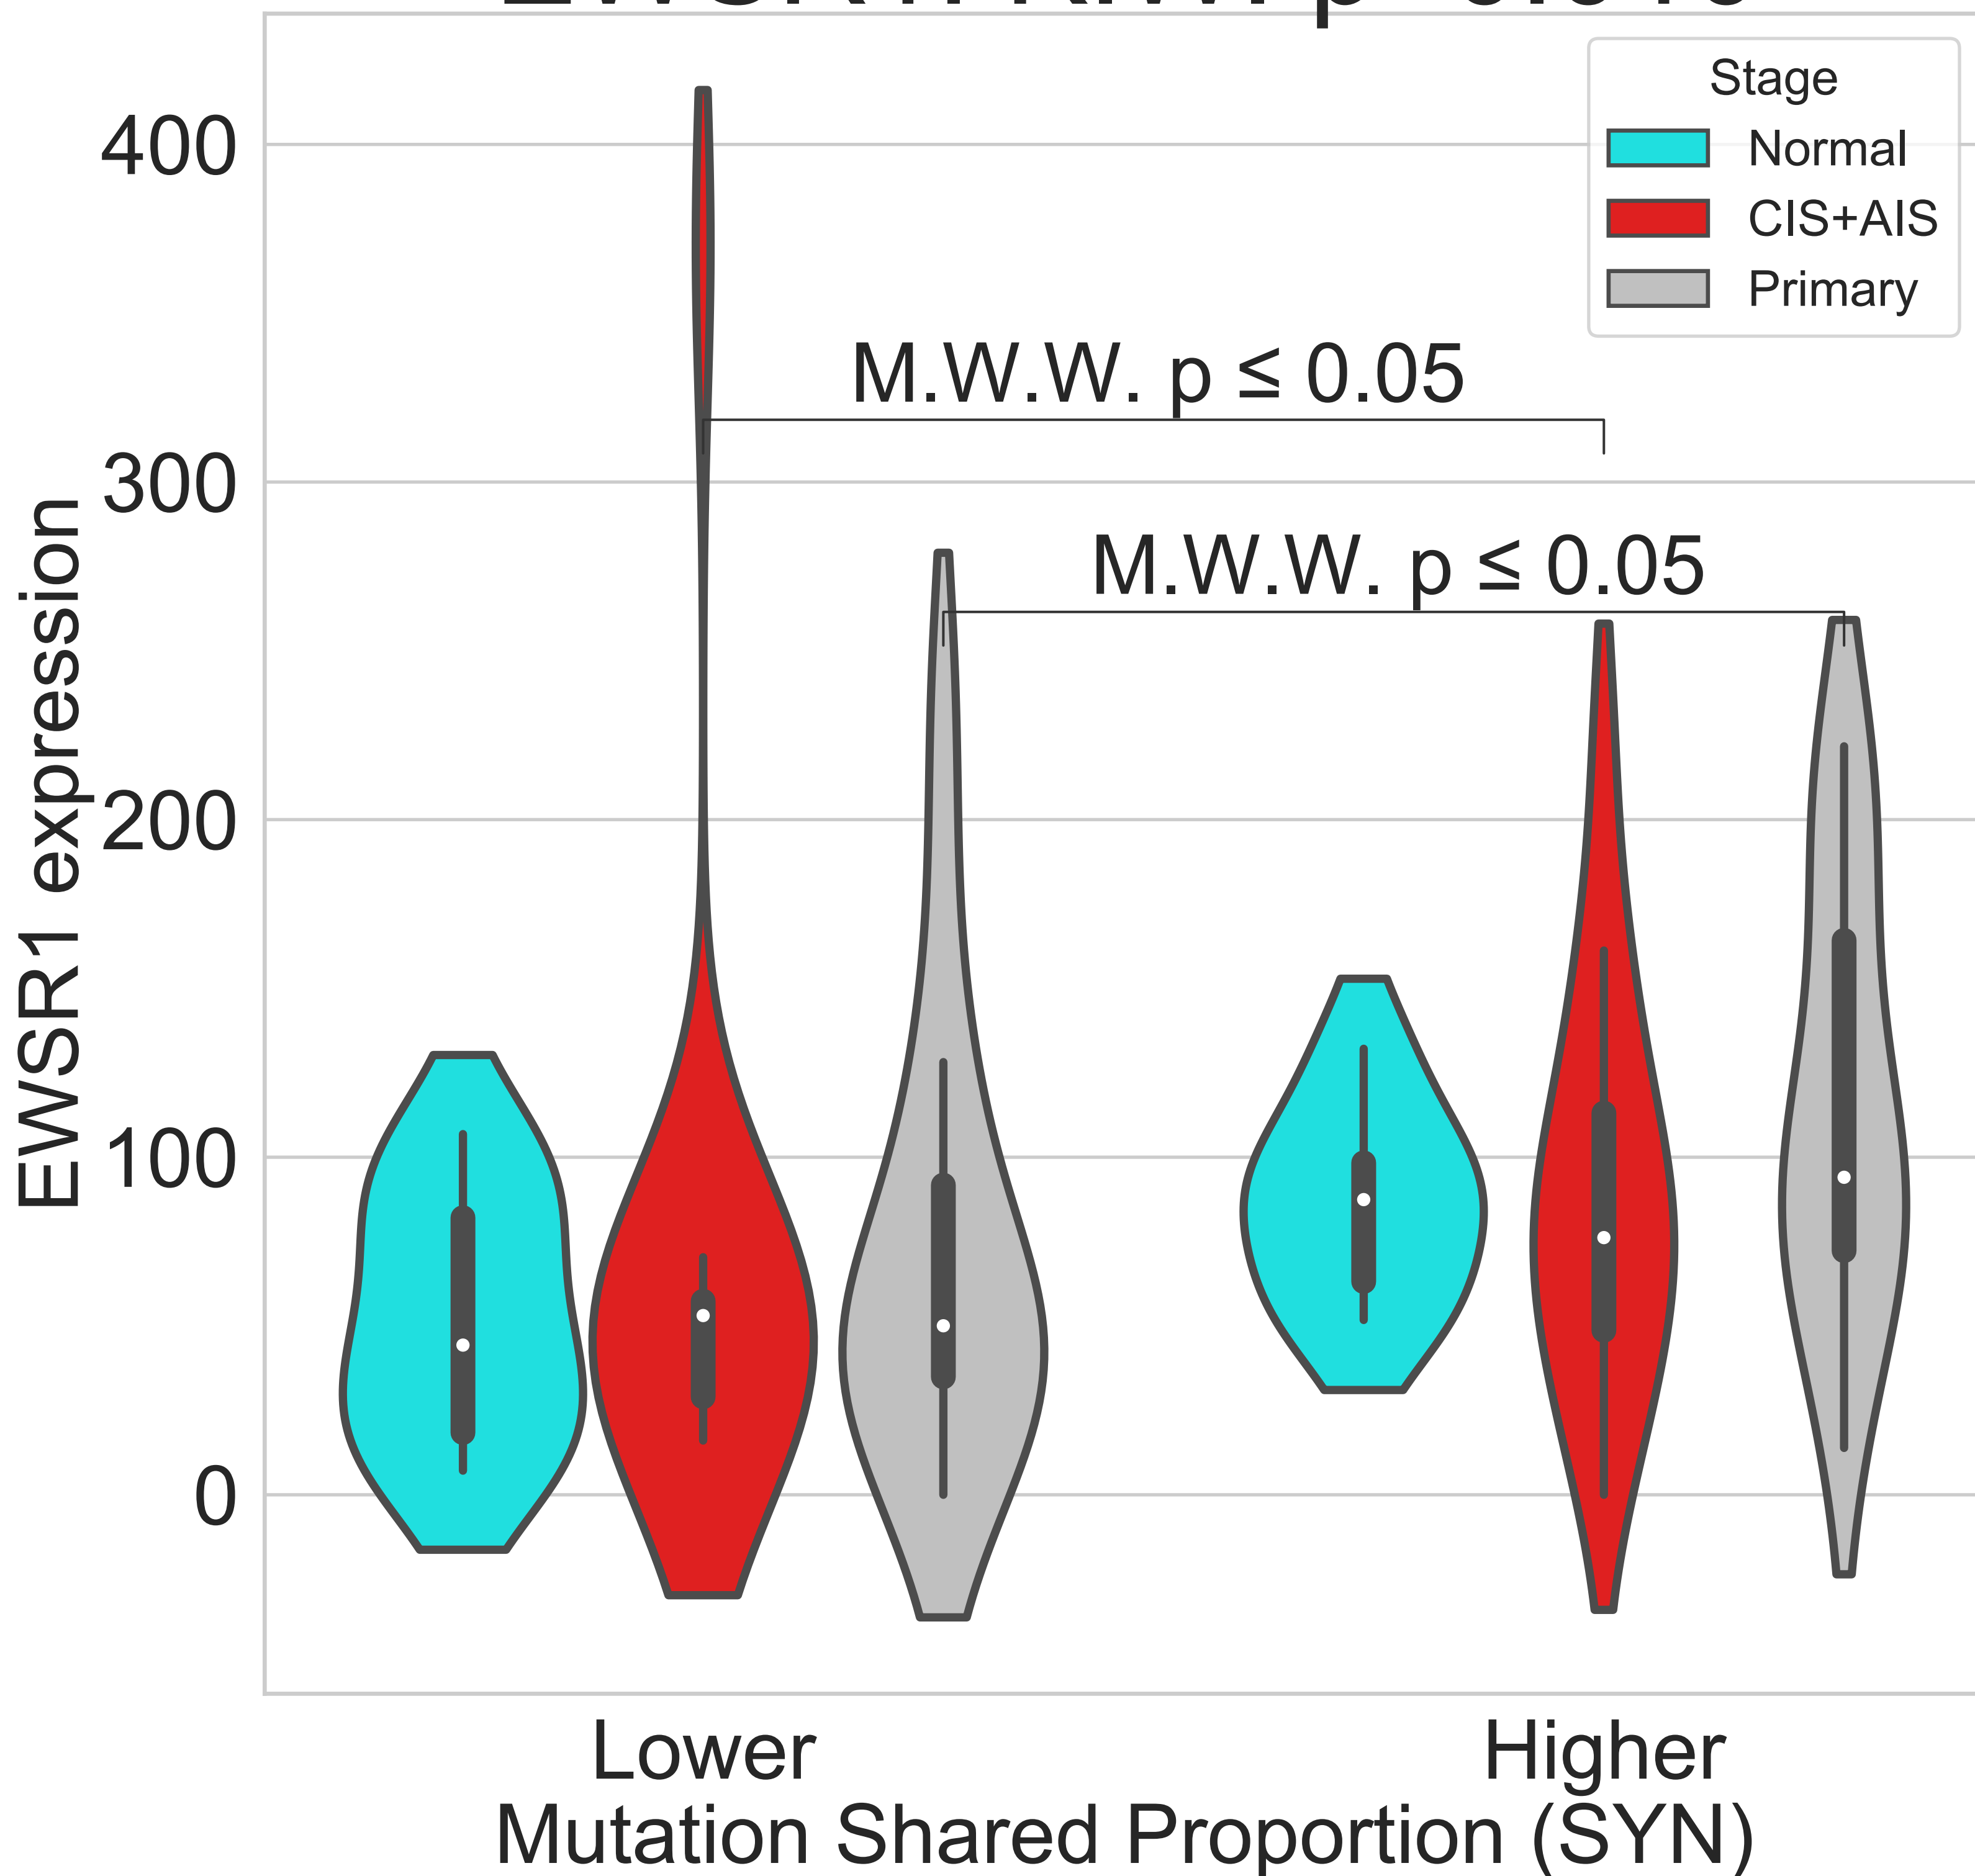 Stage
Normal
CIS+AIS
Primary
400
300
200
100
0
EWSR1 expression
M.W.W. p ≤ 0.05
M.W.W. p ≤ 0.05
Lower
Higher
Mutation Shared Proportion (SYN)